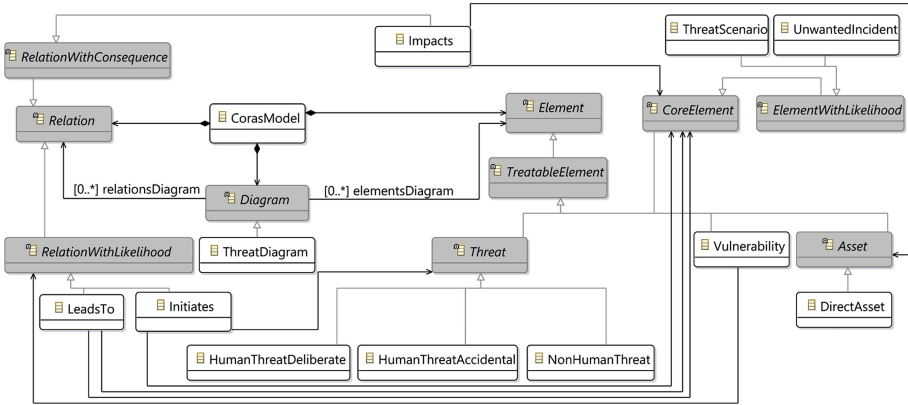 Impacts
ThreatScenario
UnwantedIncident
RelationWithConsequence
Relation
CorasModel
Element
CoreElement
ElementWithLikelihood
TreatableElement
[0..*] relationsDiagram
Diagram
[0..*] elementsDiagram
RelationWithLikelihood
ThreatDiagram
Threat
Vulnerability
Asset
LeadsTo
Initiates
DirectAsset
HumanThreatDeliberate
HumanThreatAccidental
NonHumanThreat